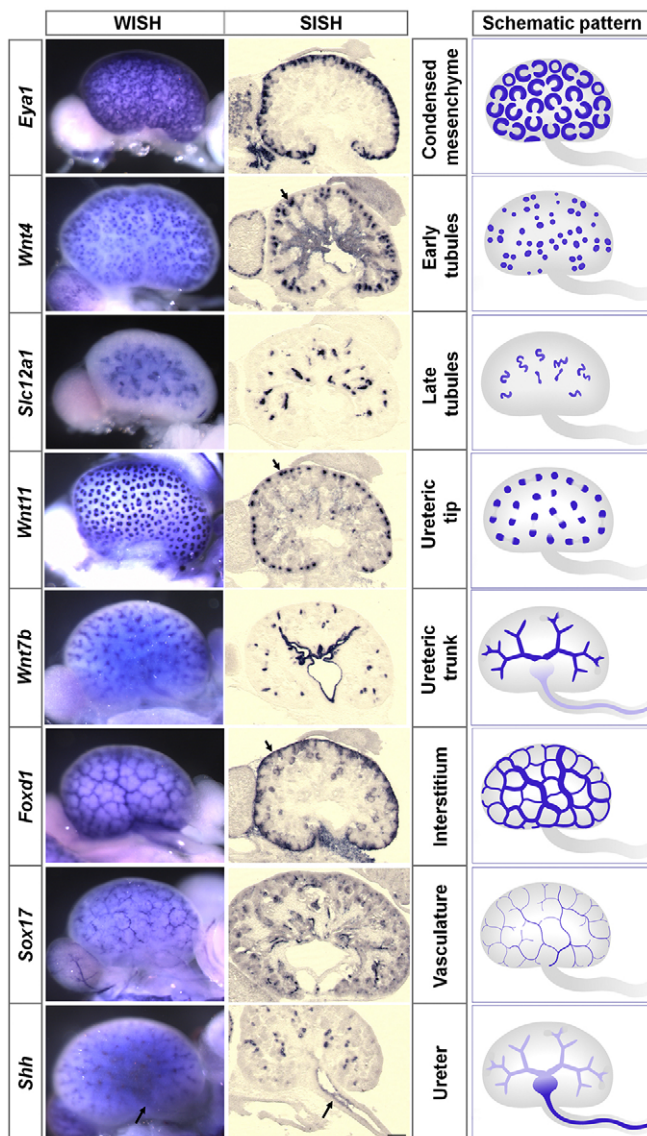 WISH SISH Schematic pattern
Eya1 Condensed
mesenchyme
Wnt4 Early
tubules
Slc12a1 Late
tubules
Wnt11 Ureteric
tip
Wnt7b Ureteric
trunk
Foxd1 Interstitium
Sox17 Vasculature
Shh Ureter